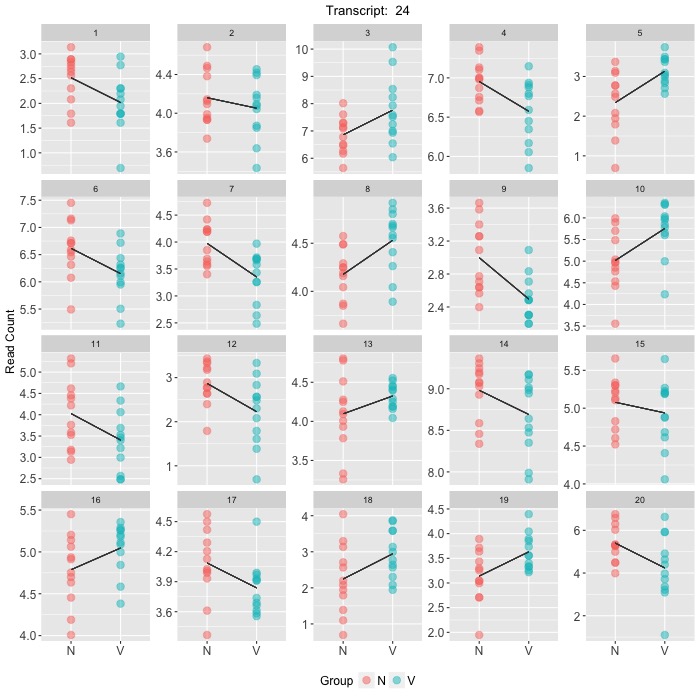 Transcript: 24
1 2 3 4 5
3.0 2.5 2.0 1.5 1.0
4.4 4.0 3.6
10 9 8 7 6
7.0 6.5 6.0
3 2 1
6 7 8 9 10
7.5 7.0 6.5 6.0 5.5
4.5 4.0 3.5 3.0 2.5
4.5 4.0
3.6 3.2 2.8 2.4
6.0 5.5 5.0 4.5 4.0 3.5
Read Count
11 12 13 14 15
5.0 4.5 4.0 3.5 3.0 2.5
3 2 1
4.5 4.0 3.5
9.0 8.5 8.0
5.5 5.0 4.5 4.0
16 17 18 19 20
5.5 5.0 4.5 4.0
4.5 4.2 3.9 3.6
4 3 2 1
4.5 4.0 3.5 3.0 2.5 2.0
6 4 2
N V N V N V N V N V
Group N V